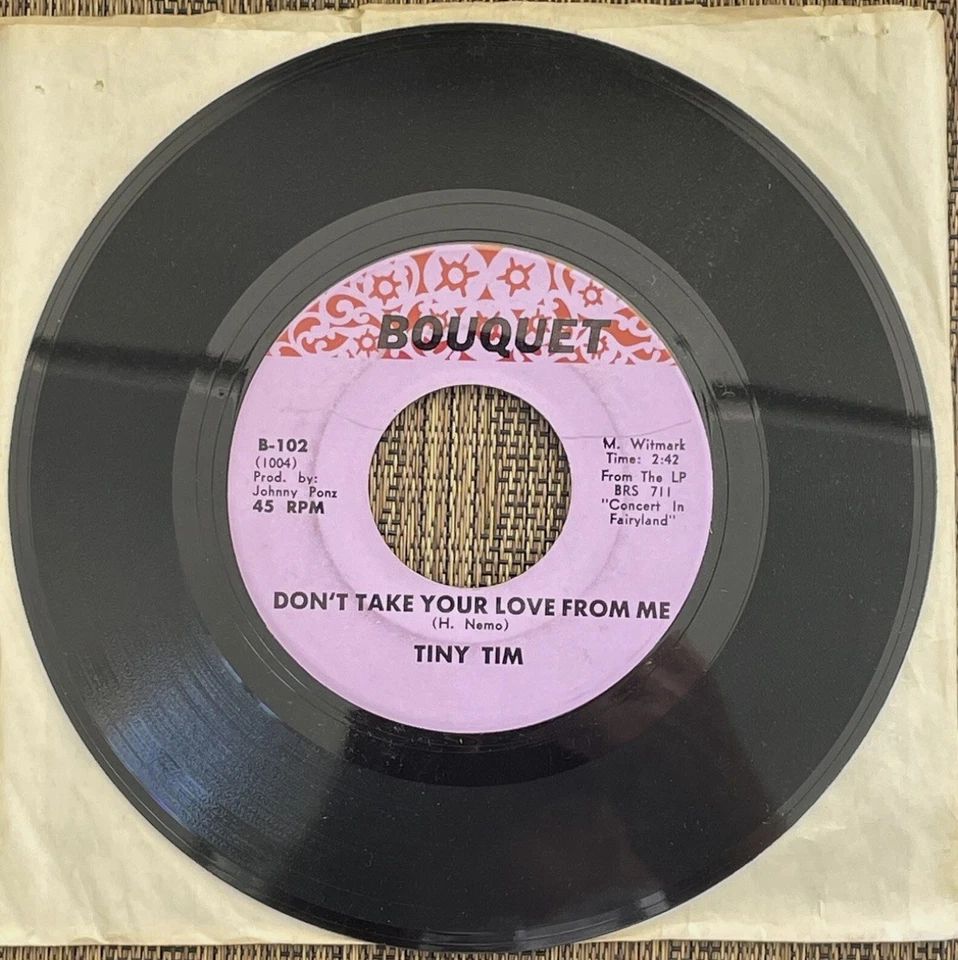 BOUQUET
B-102
(1004)
Prod. by:
Johnny Ponz
45 RPM
M. Witmark
Time: 2:42
From The LP
BRS 711
"Concert In
Fairyland"
DON'T TAKE YOUR LOVE FROM ME
(H. Nemo)
TINY TIM